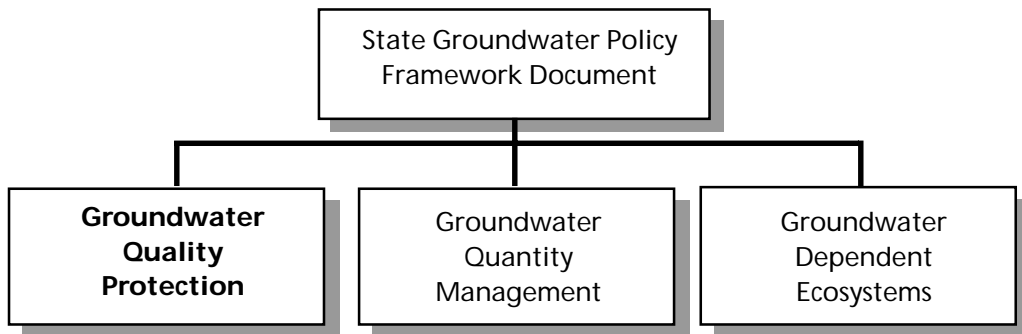 State Groundwater Policy
Framework Document
Groundwater
Quality
Protection
Groundwater
Quantity
Management
Groundwater
Dependent
Ecosystems